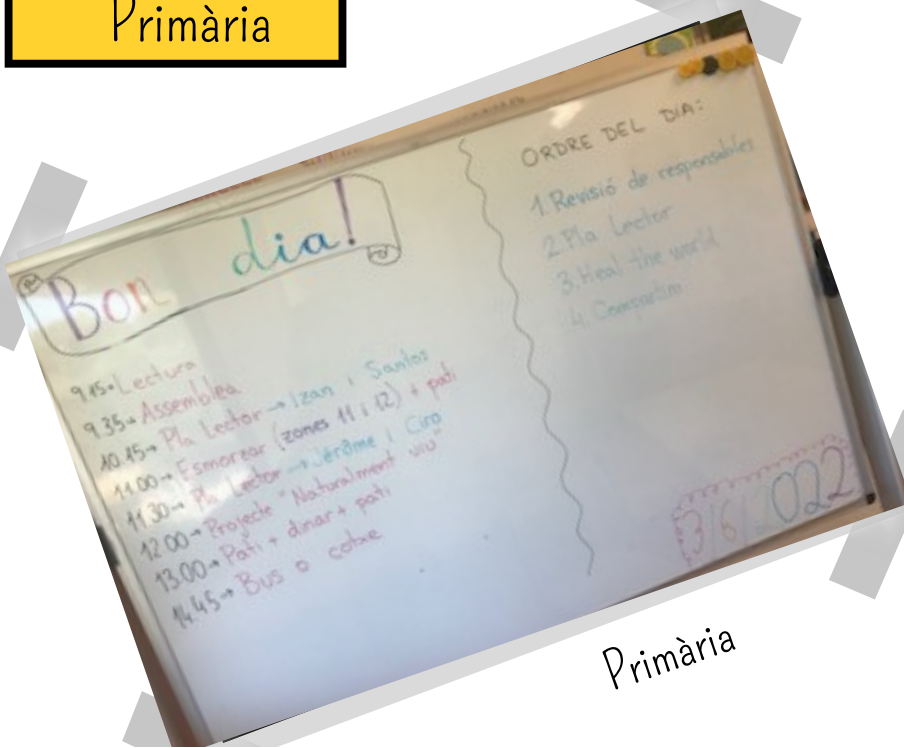 Primària
Bon dia!
9.15→Lectura
9.35→Assemblea
10.15→Pla Lector→Izan i Santos
11.00→Esmorzar (zones 11 i 12) + pati
11.30→Pla Lector→Jérôme i Ciro
12.00→Projecte "Naturalment viu"
13.00→Pati + dinar + pati
14.45→Bus o cotxe
ORDRE DEL DIA:
1. Revisió de responsables
2. Pla Lector
3. Heal the world
4. Compartim
3/6/2022
Primària